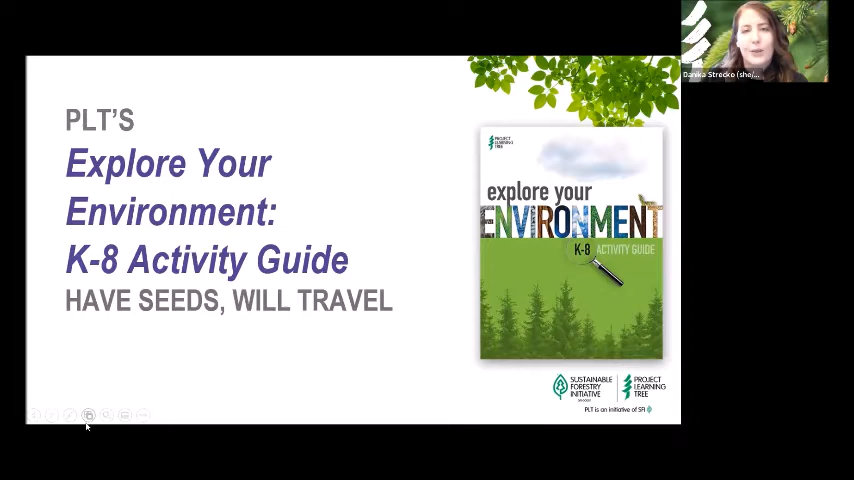 PLT'S
Explore Your
Environment:
K-8 Activity Guide
HAVE SEEDS, WILL TRAVEL
PROJECT
LEARNING
TREE
explore your
ENVIRONMENT
K-8 ACTIVITY GUIDE
SUSTAINABLE
FORESTRY
INITIATIVE
PROJECT
LEARNING
TREE
PLT is an initiative of SFI
Danika Strecko (she/...